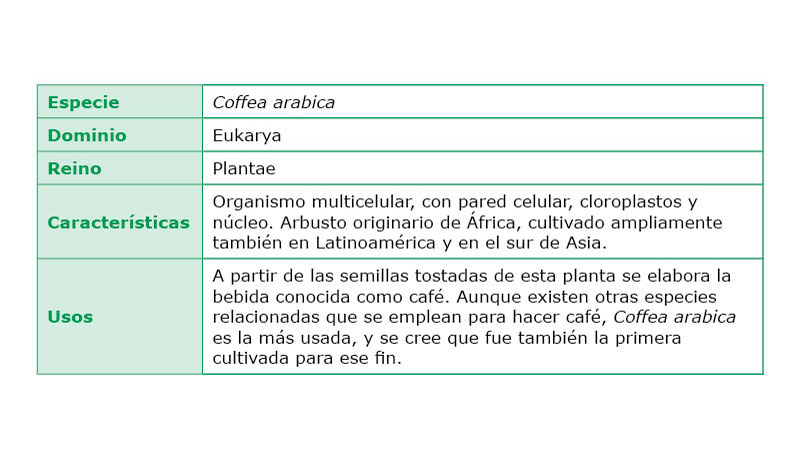 Especie
Coffea arabica
Dominio
Eukarya
Reino
Plantae
Características
Organismo multicelular, con pared celular, cloroplastos y
núcleo. Arbusto originario de África, cultivado ampliamente
también en Latinoamérica y en el sur de Asia.
Usos
A partir de las semillas tostadas de esta planta se elabora la
bebida conocida como café. Aunque existen otras especies
relacionadas que se emplean para hacer café, Coffea arabica
es la más usada, y se cree que fue también la primera
cultivada para ese fin.